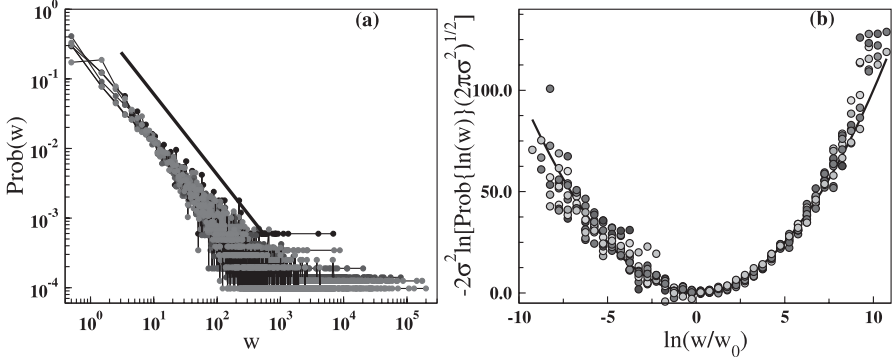 (a)
10^0
10^-1
10^-2
10^-3
10^-4
Prob(w)
10^0 10^1 10^2 10^3 10^4 10^5
w
(b)
-2σ^2 ln[Prob{ln(w)}(2πσ^2)^1/2]
100.0
50.0
0.0
-10 -5 0 5 10
ln(w/w_0)